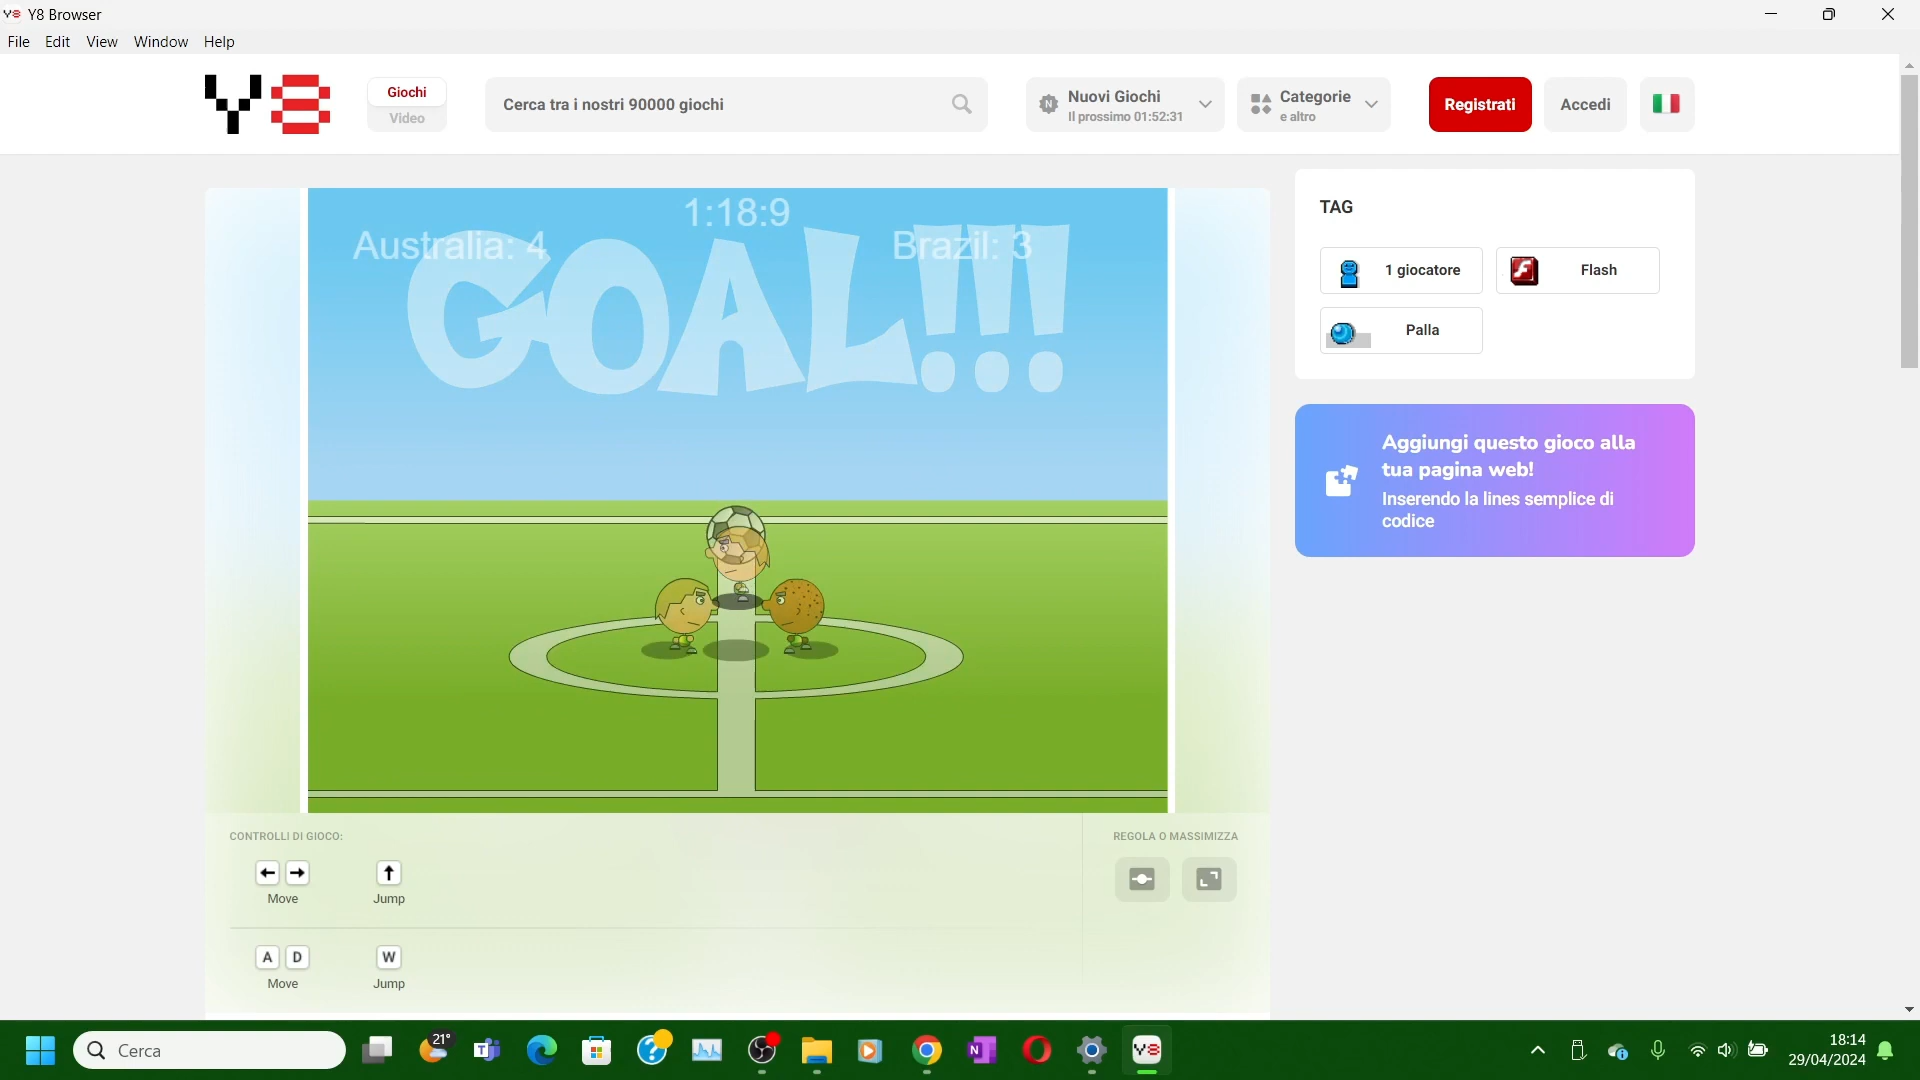 Y8 Browser
File Edit View Window Help
Y8
Giochi
Video
Cerca tra i nostri 90000 giochi
Nuovi Giochi
Il prossimo 01:52:31
Categorie
e altro
Registrati
Accedi
1:18:9
Australia: 4
Brazil: 3
GOAL!!!
TAG
1 giocatore
Flash
Palla
Aggiungi questo gioco alla
tua pagina web!
Inserendo la lines semplice di
codice
CONTROLLI DI GIOCO:
Move
Jump
A D
W
Move
Jump
REGOLA O MASSIMIZZA
Cerca
21°
18:14
29/04/2024